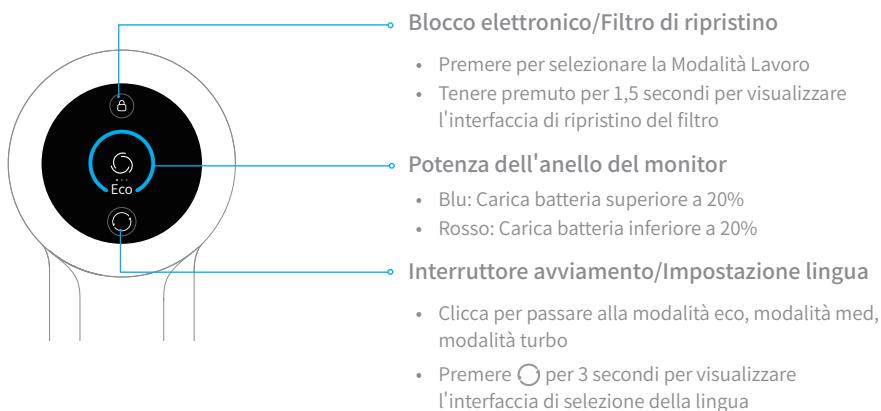 Blocco elettronico/Filtro di ripristino
• Premere per selezionare la Modalità Lavoro
• Tenere premuto per 1,5 secondi per visualizzare
l'interfaccia di ripristino del filtro
Eco
Potenza dell'anello del monitor
• Blu: Carica batteria superiore a 20%
• Rosso: Carica batteria inferiore a 20%
Interruttore avviamento/Impostazione lingua
• Clicca per passare alla modalità eco, modalità med,
modalità turbo
• Premere per 3 secondi per visualizzare
l'interfaccia di selezione della lingua